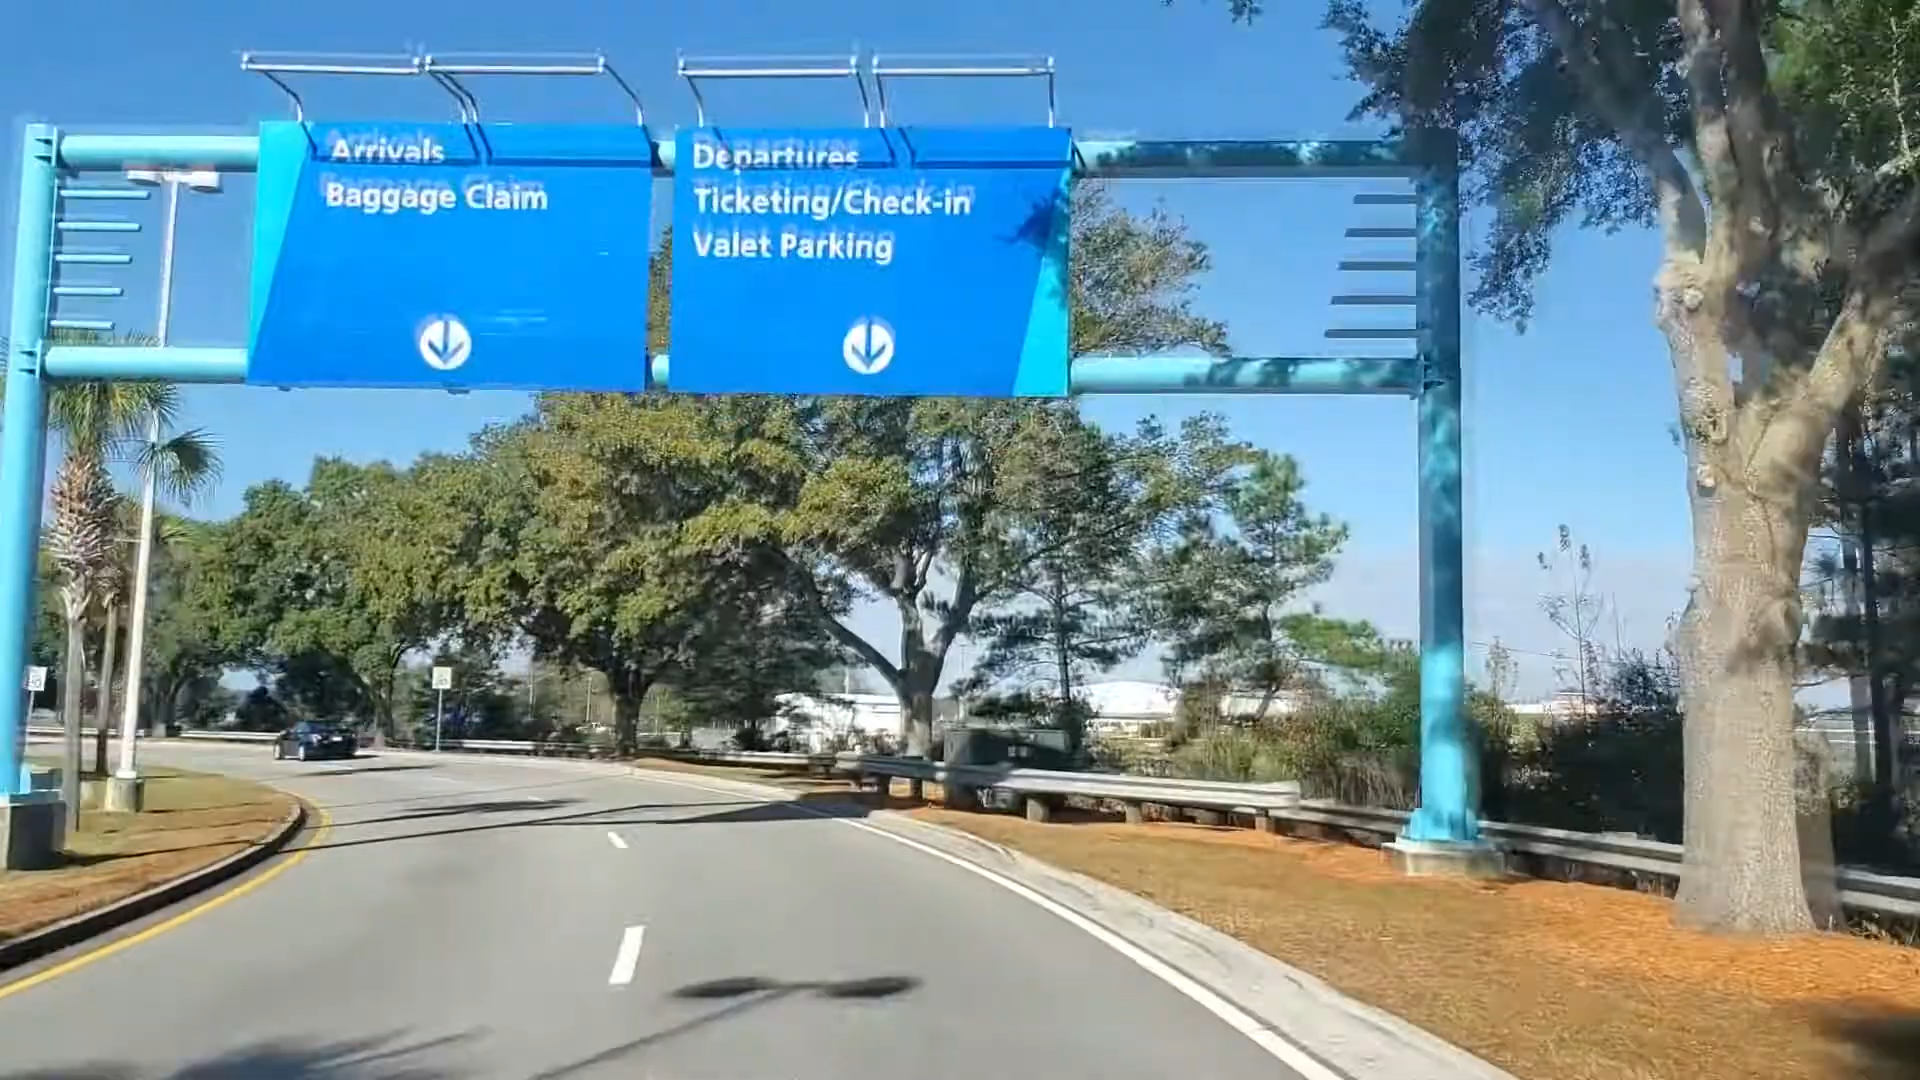 Arrivals
Baggage Claim
Departures
Ticketing/Check-in
Valet Parking